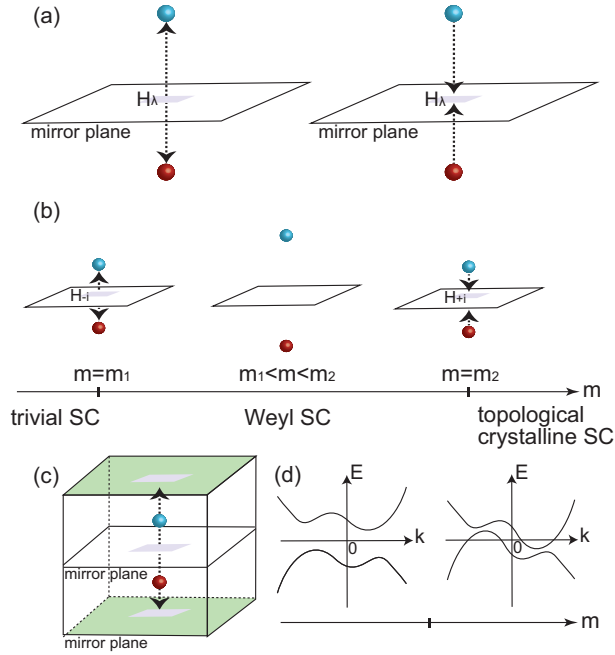 (a)
Hλ
mirror plane
Hλ
mirror plane
(b)
H-i
H+i
m=m1
m1<m<m2
m=m2
m
trivial SC
Weyl SC
topological
crystalline SC
(c)
mirror plane
mirror plane
(d)
E
k
0
E
k
0
m